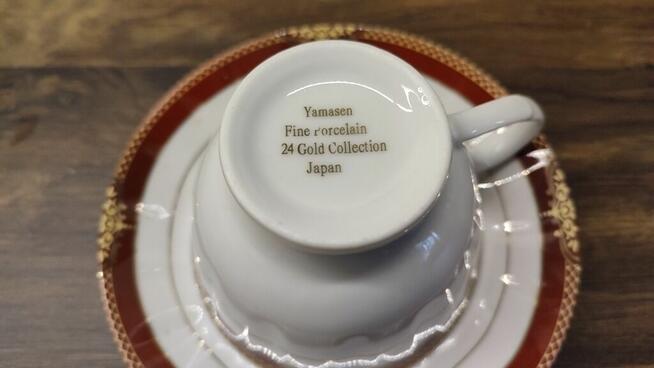 Yamasen
Fine Porcelain
24 Gold Collection
Japan